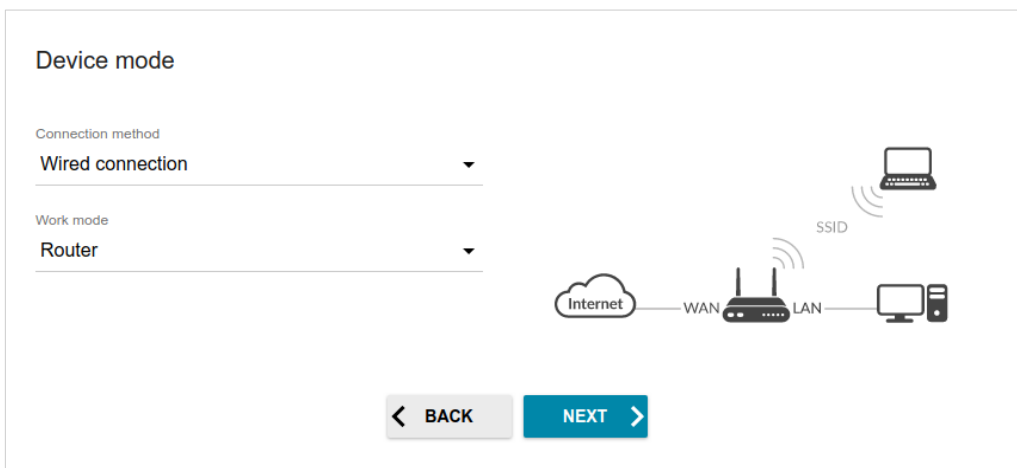 Device mode
Connection method
Wired connection
Work mode
Router
SSID
Internet
WAN
LAN
BACK
NEXT